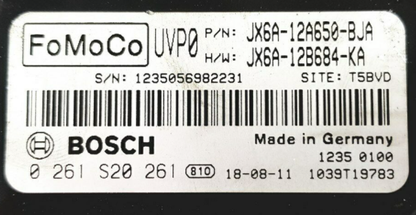 FoMoCo UVP0 P/N: JX6A-12A650-BJA
H/W: JX6A-12B684-KA
S/N: 1235056982231 SITE: T5BVD
BOSCH Made in Germany
1235 0100
0 261 S20 261 810 18-08-11 1039T19783